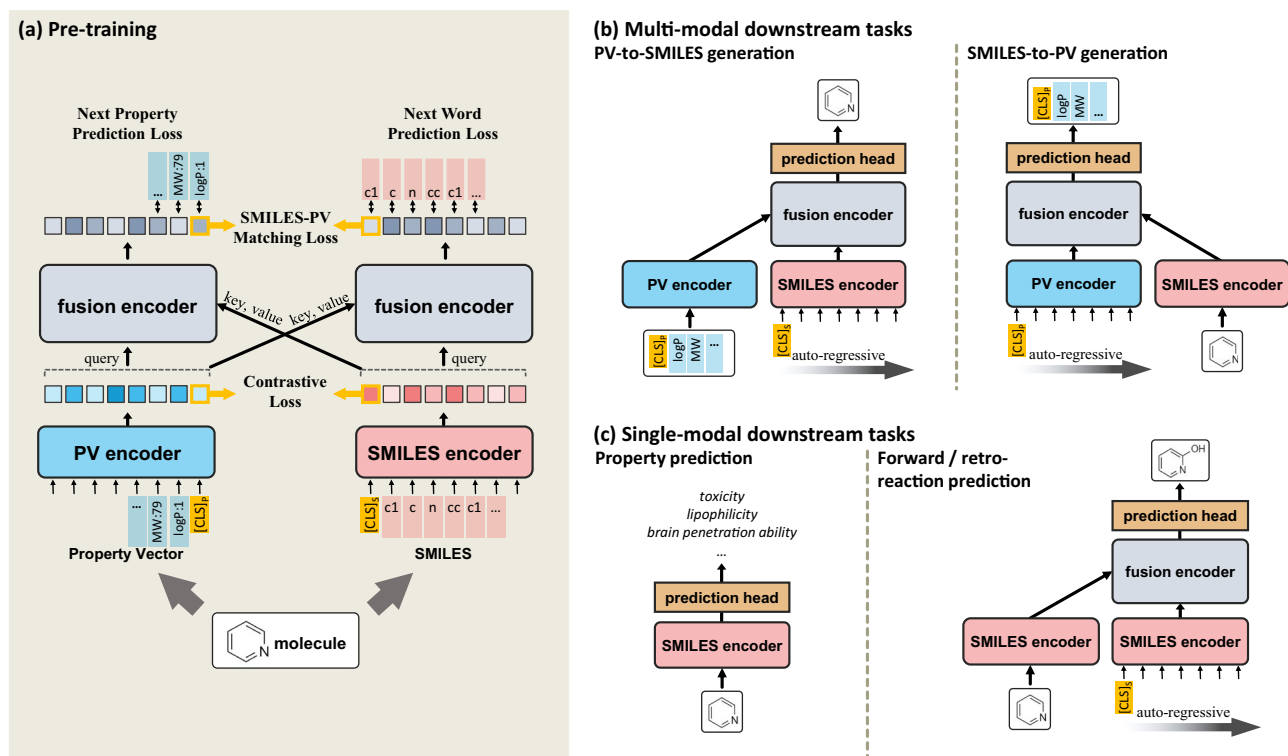 (a) Pre-training
Next Property
Prediction Loss
Next Word
Prediction Loss
...
MW:79
logP:1
c1
c
n
cc
c1
...
SMILES-PV
Matching Loss
fusion encoder
fusion encoder
key, value
key, value
query
query
Contrastive
Loss
PV encoder
SMILES encoder
...
MW:79
logP:1
[CLS]P
[CLS]S
c1
c
n
cc
c1
...
Property Vector
SMILES
N
molecule
(b) Multi-modal downstream tasks
PV-to-SMILES generation
N
prediction head
fusion encoder
PV encoder
SMILES encoder
[CLS]P
logP
MW
...
[CLS]S
auto-regressive
SMILES-to-PV generation
[CLS]P
logP
MW
...
prediction head
fusion encoder
PV encoder
SMILES encoder
[CLS]P
auto-regressive
N
(c) Single-modal downstream tasks
Property prediction
toxicity
lipophilicity
brain penetration ability
...
prediction head
SMILES encoder
N
Forward / retro-
reaction prediction
OH
N
prediction head
fusion encoder
SMILES encoder
SMILES encoder
N
[CLS]S
auto-regressive